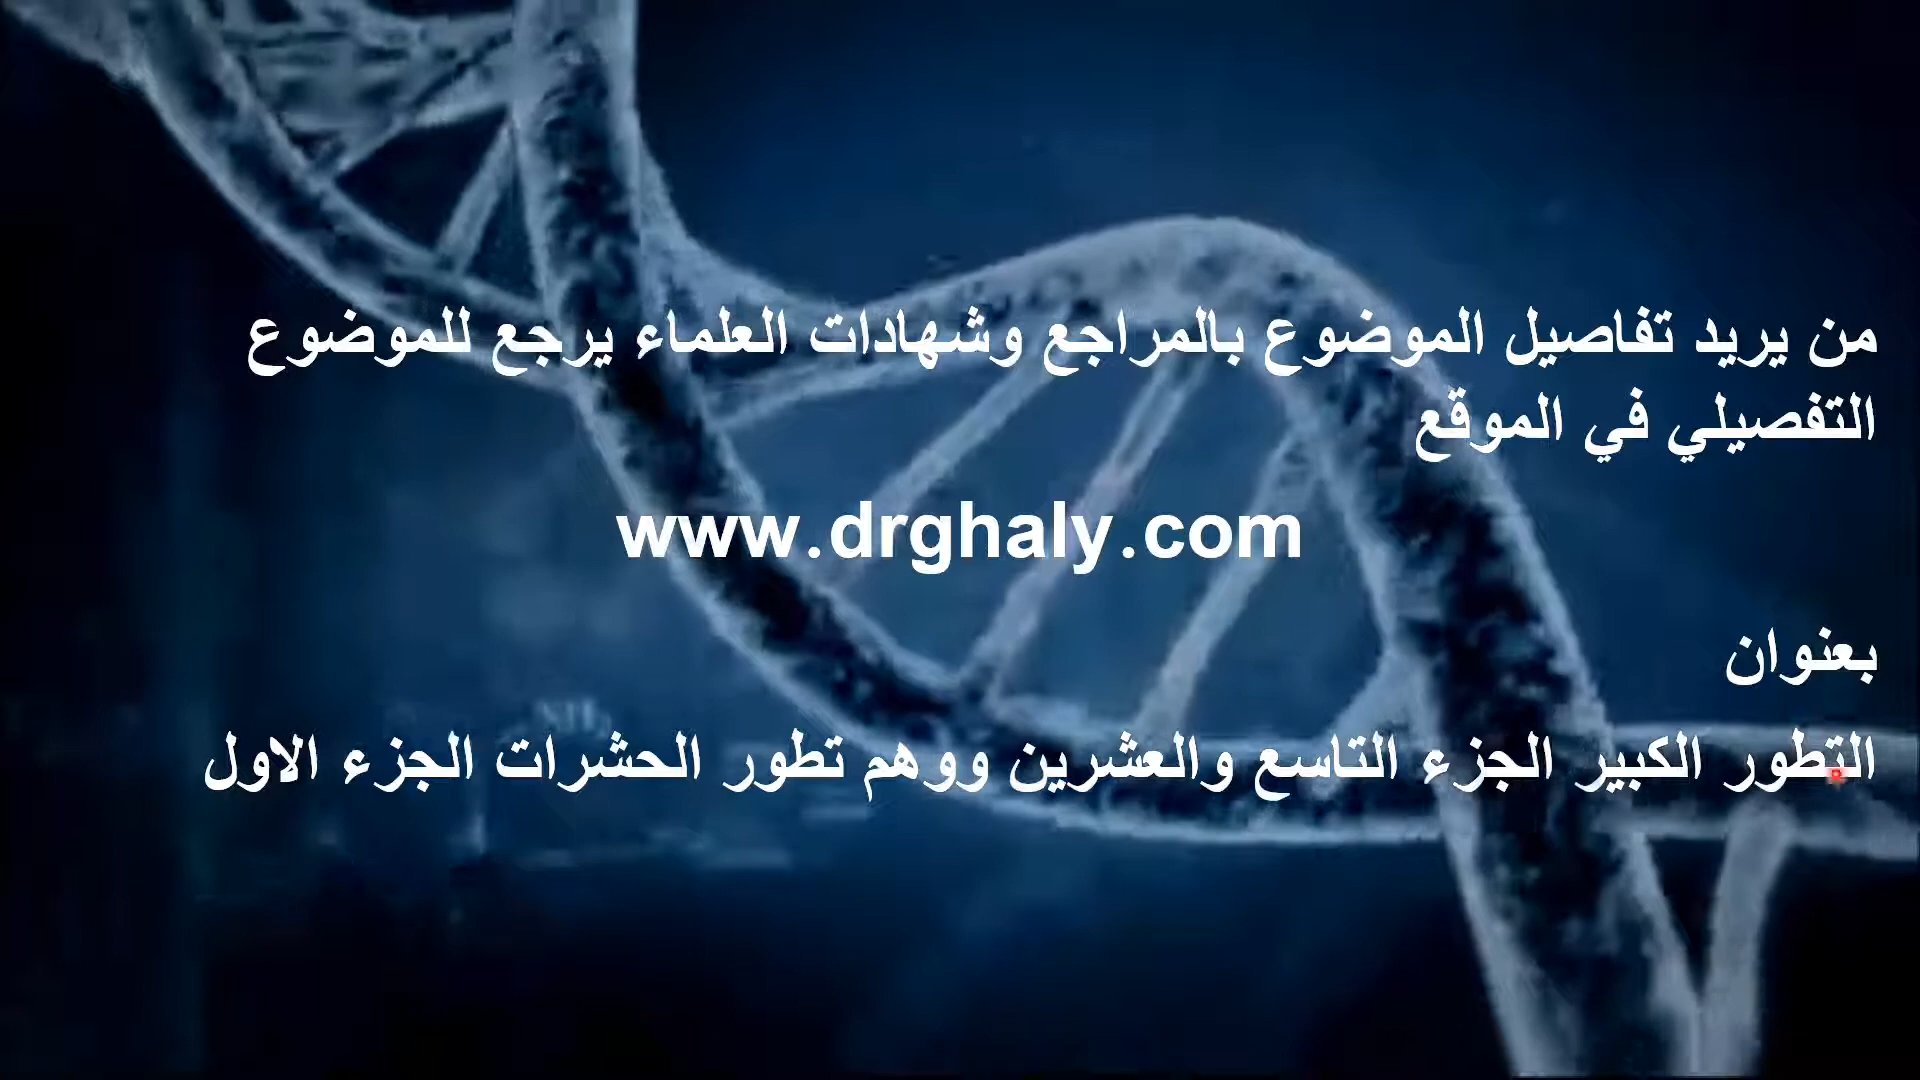 من يريد تفاصيل الموضوع بالمراجع وشهادات العلماء يرجع للموضوع
التفصيلي في الموقع
www.drghaly.com
بعنوان
التطور الكبير الجزء التاسع والعشرين ووهم تطور الحشرات الجزء الاول